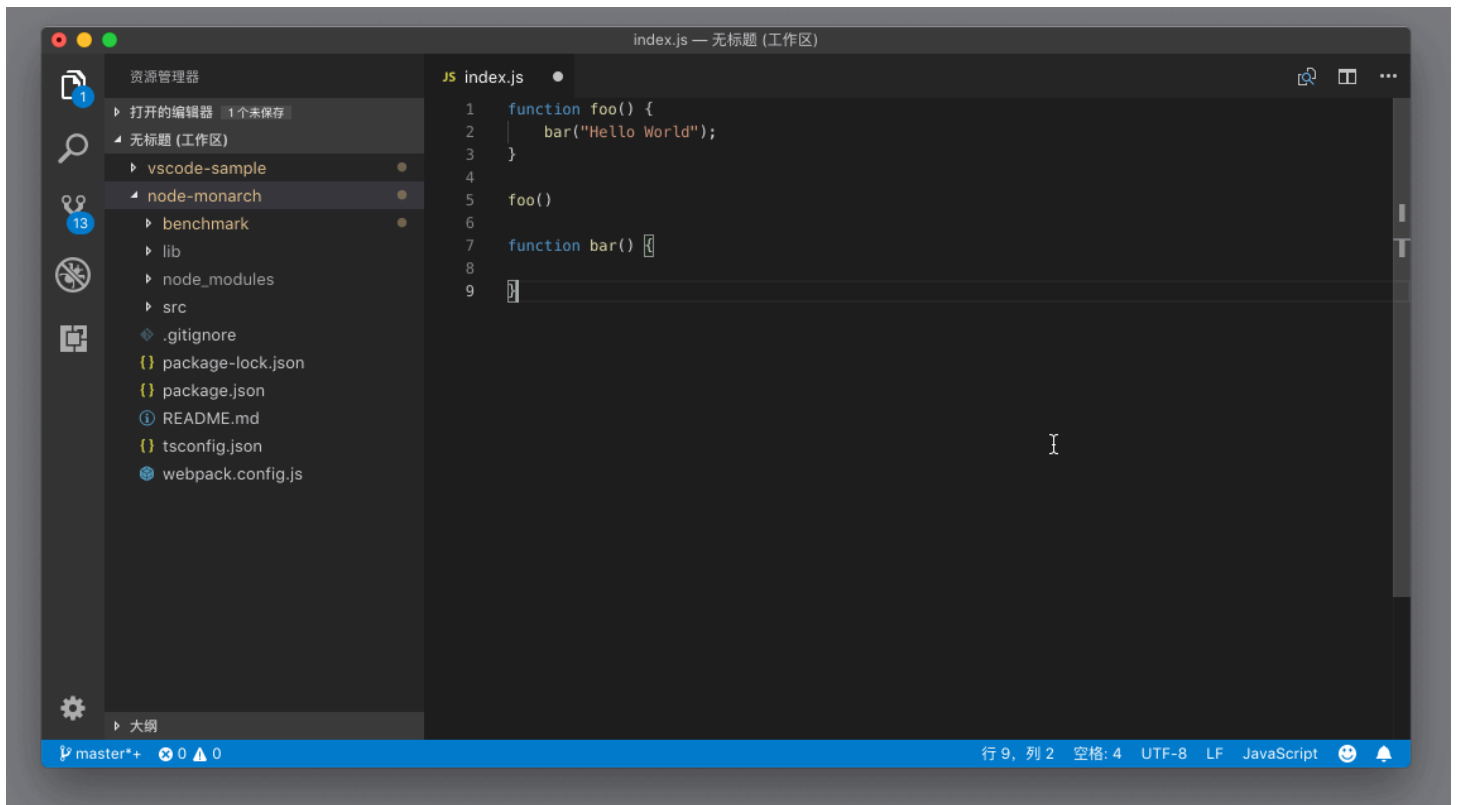 index.js — 无标题 (工作区)
资源管理器
1
打开的编辑器 1个未保存
无标题 (工作区)
vscode-sample
node-monarch
13
benchmark
lib
node_modules
src
.gitignore
{} package-lock.json
{} package.json
README.md
{} tsconfig.json
webpack.config.js
大纲
JS index.js
1 function foo() {
2 bar("Hello World");
3 }
4
5 foo()
6
7 function bar() {
8
9 }
master*+ 0 0
行 9，列 2 空格: 4 UTF-8 LF JavaScript